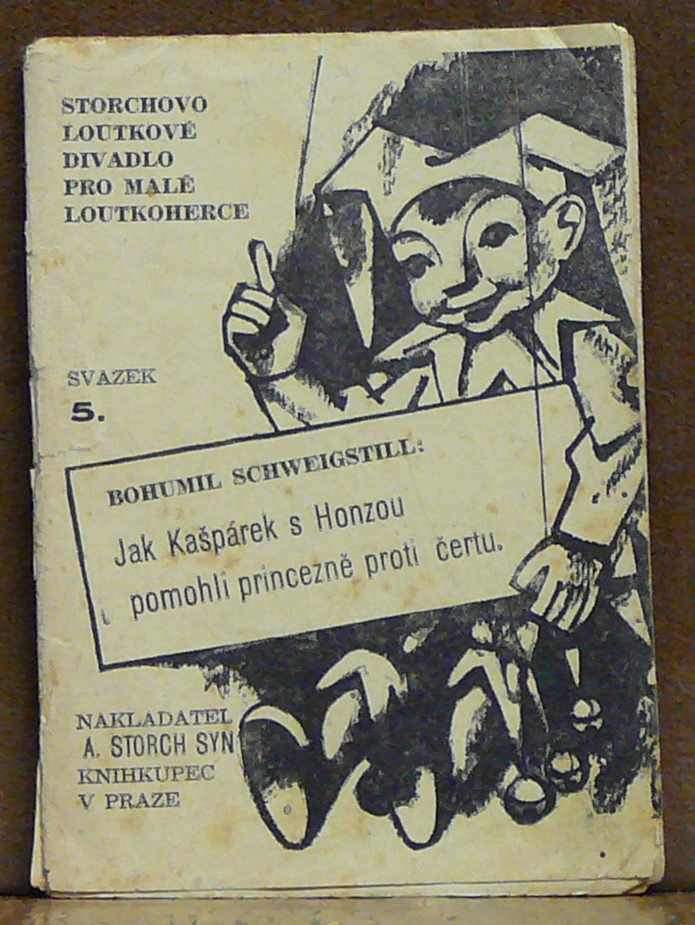 STORCHOVO
LOUTKOVÉ
DIVADLO
PRO MALÉ
LOUTKOHERCE
SVAZEK
5.
BOHUMIL SCHWEIGSTILL:
Jak Kašpárek s Honzou
pomohli princezně proti čertu.
NAKLADATEL
A. STORCH SYN
KNIHKUPEC
V PRAZE